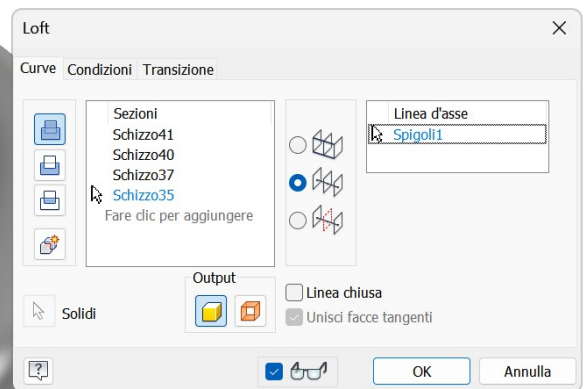 Loft
Curve Condizioni Transizione
Sezioni
Schizzo41
Schizzo40
Schizzo37
Schizzo35
Fare clic per aggiungere
Linea d'asse
Spigoli1
Solidi
Output
Linea chiusa
Unisci facce tangenti
?
OK
Annulla